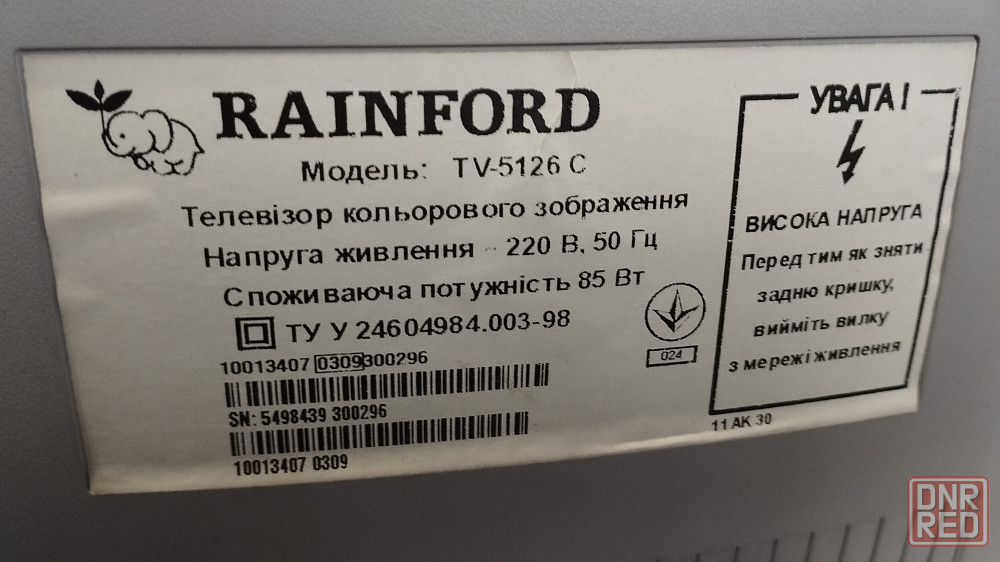 RAINFORD
Модель: TV-5126 C
Телевізор кольорового зображення
Напруга живлення - 220 В, 50 Гц
Споживаюча потужність 85 Вт
ТУ У 24604984.003-98
024
10013407 0309300296
SN: 5498439 300296
10013407 0309
УВАГА !
ВИСОКА НАПРУГА
Перед тим як зняти
задню кришку,
вийміть вилку
з мережі живлення
11 АК 30
DNR
RED